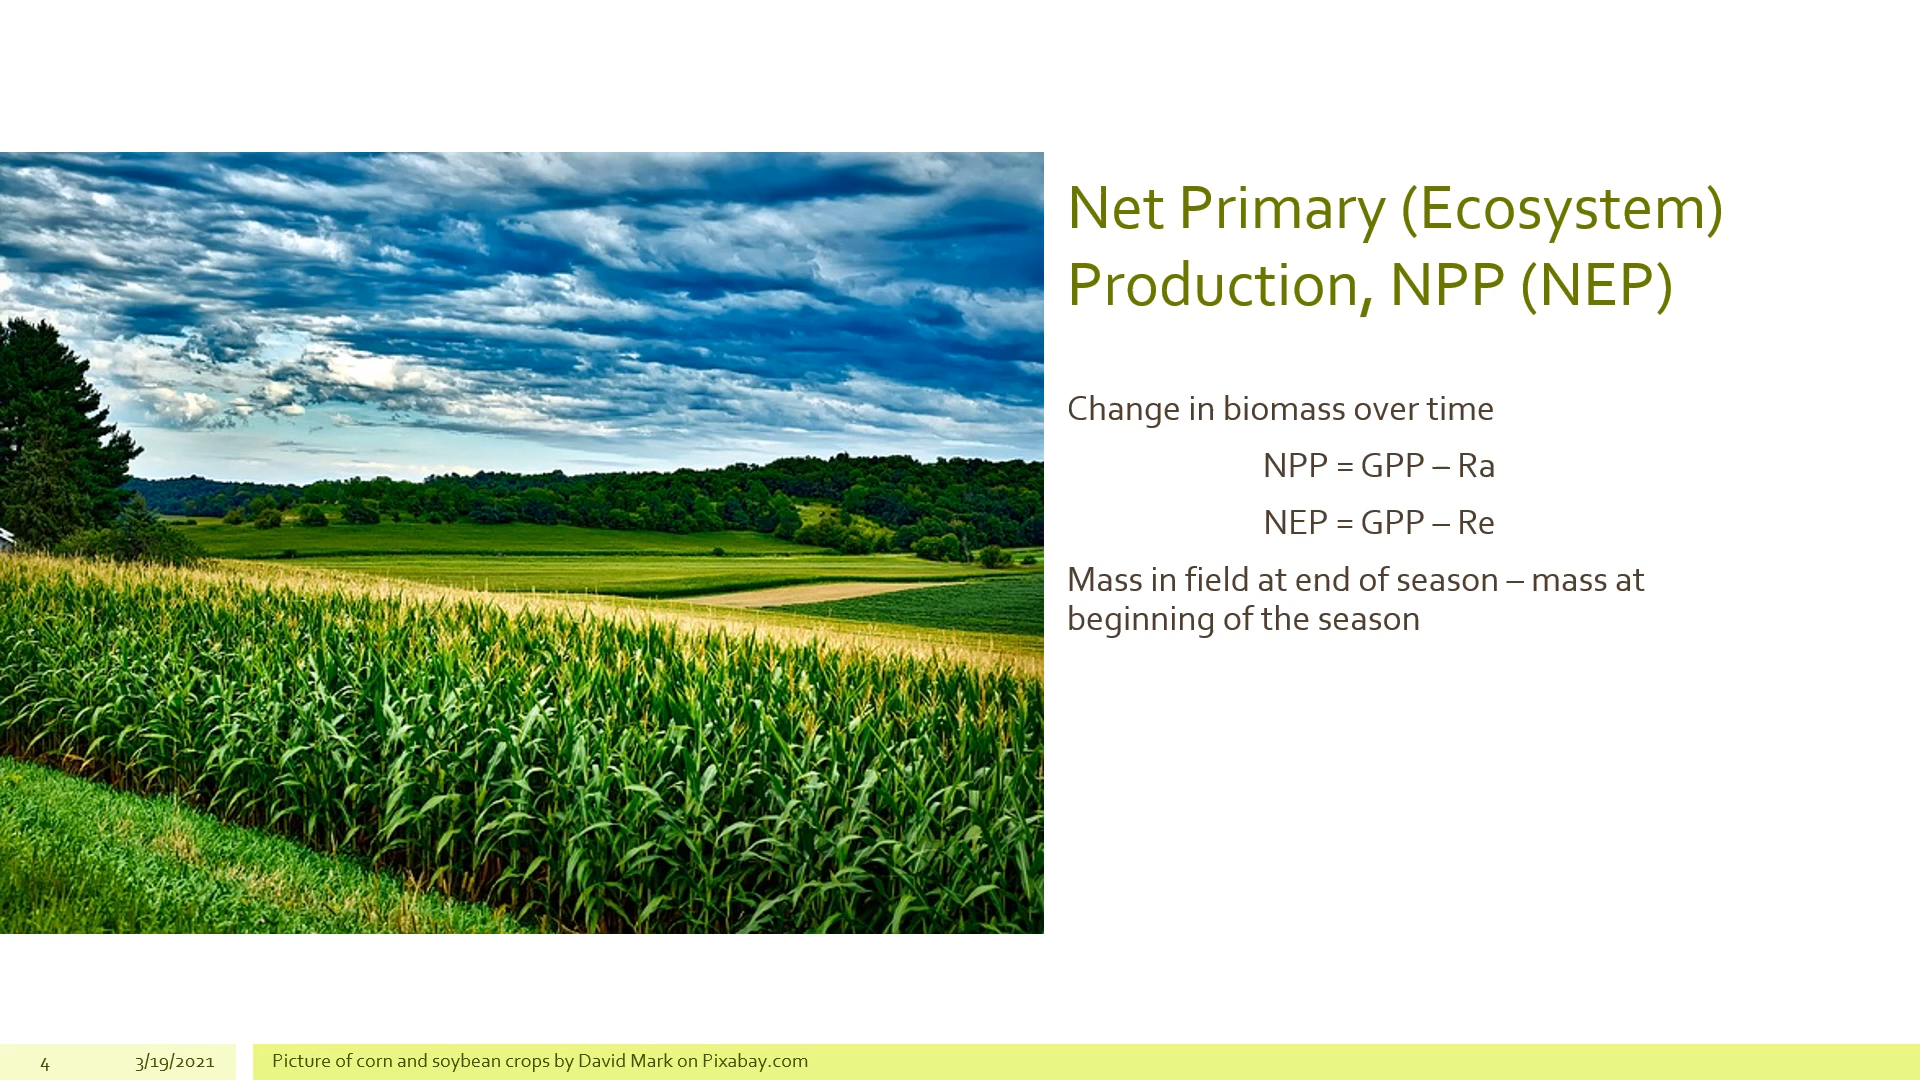 Net Primary (Ecosystem)
Production, NPP (NEP)
Change in biomass over time
NPP = GPP – Ra
NEP = GPP – Re
Mass in field at end of season – mass at
beginning of the season
4
3/19/2021
Picture of corn and soybean crops by David Mark on Pixabay.com